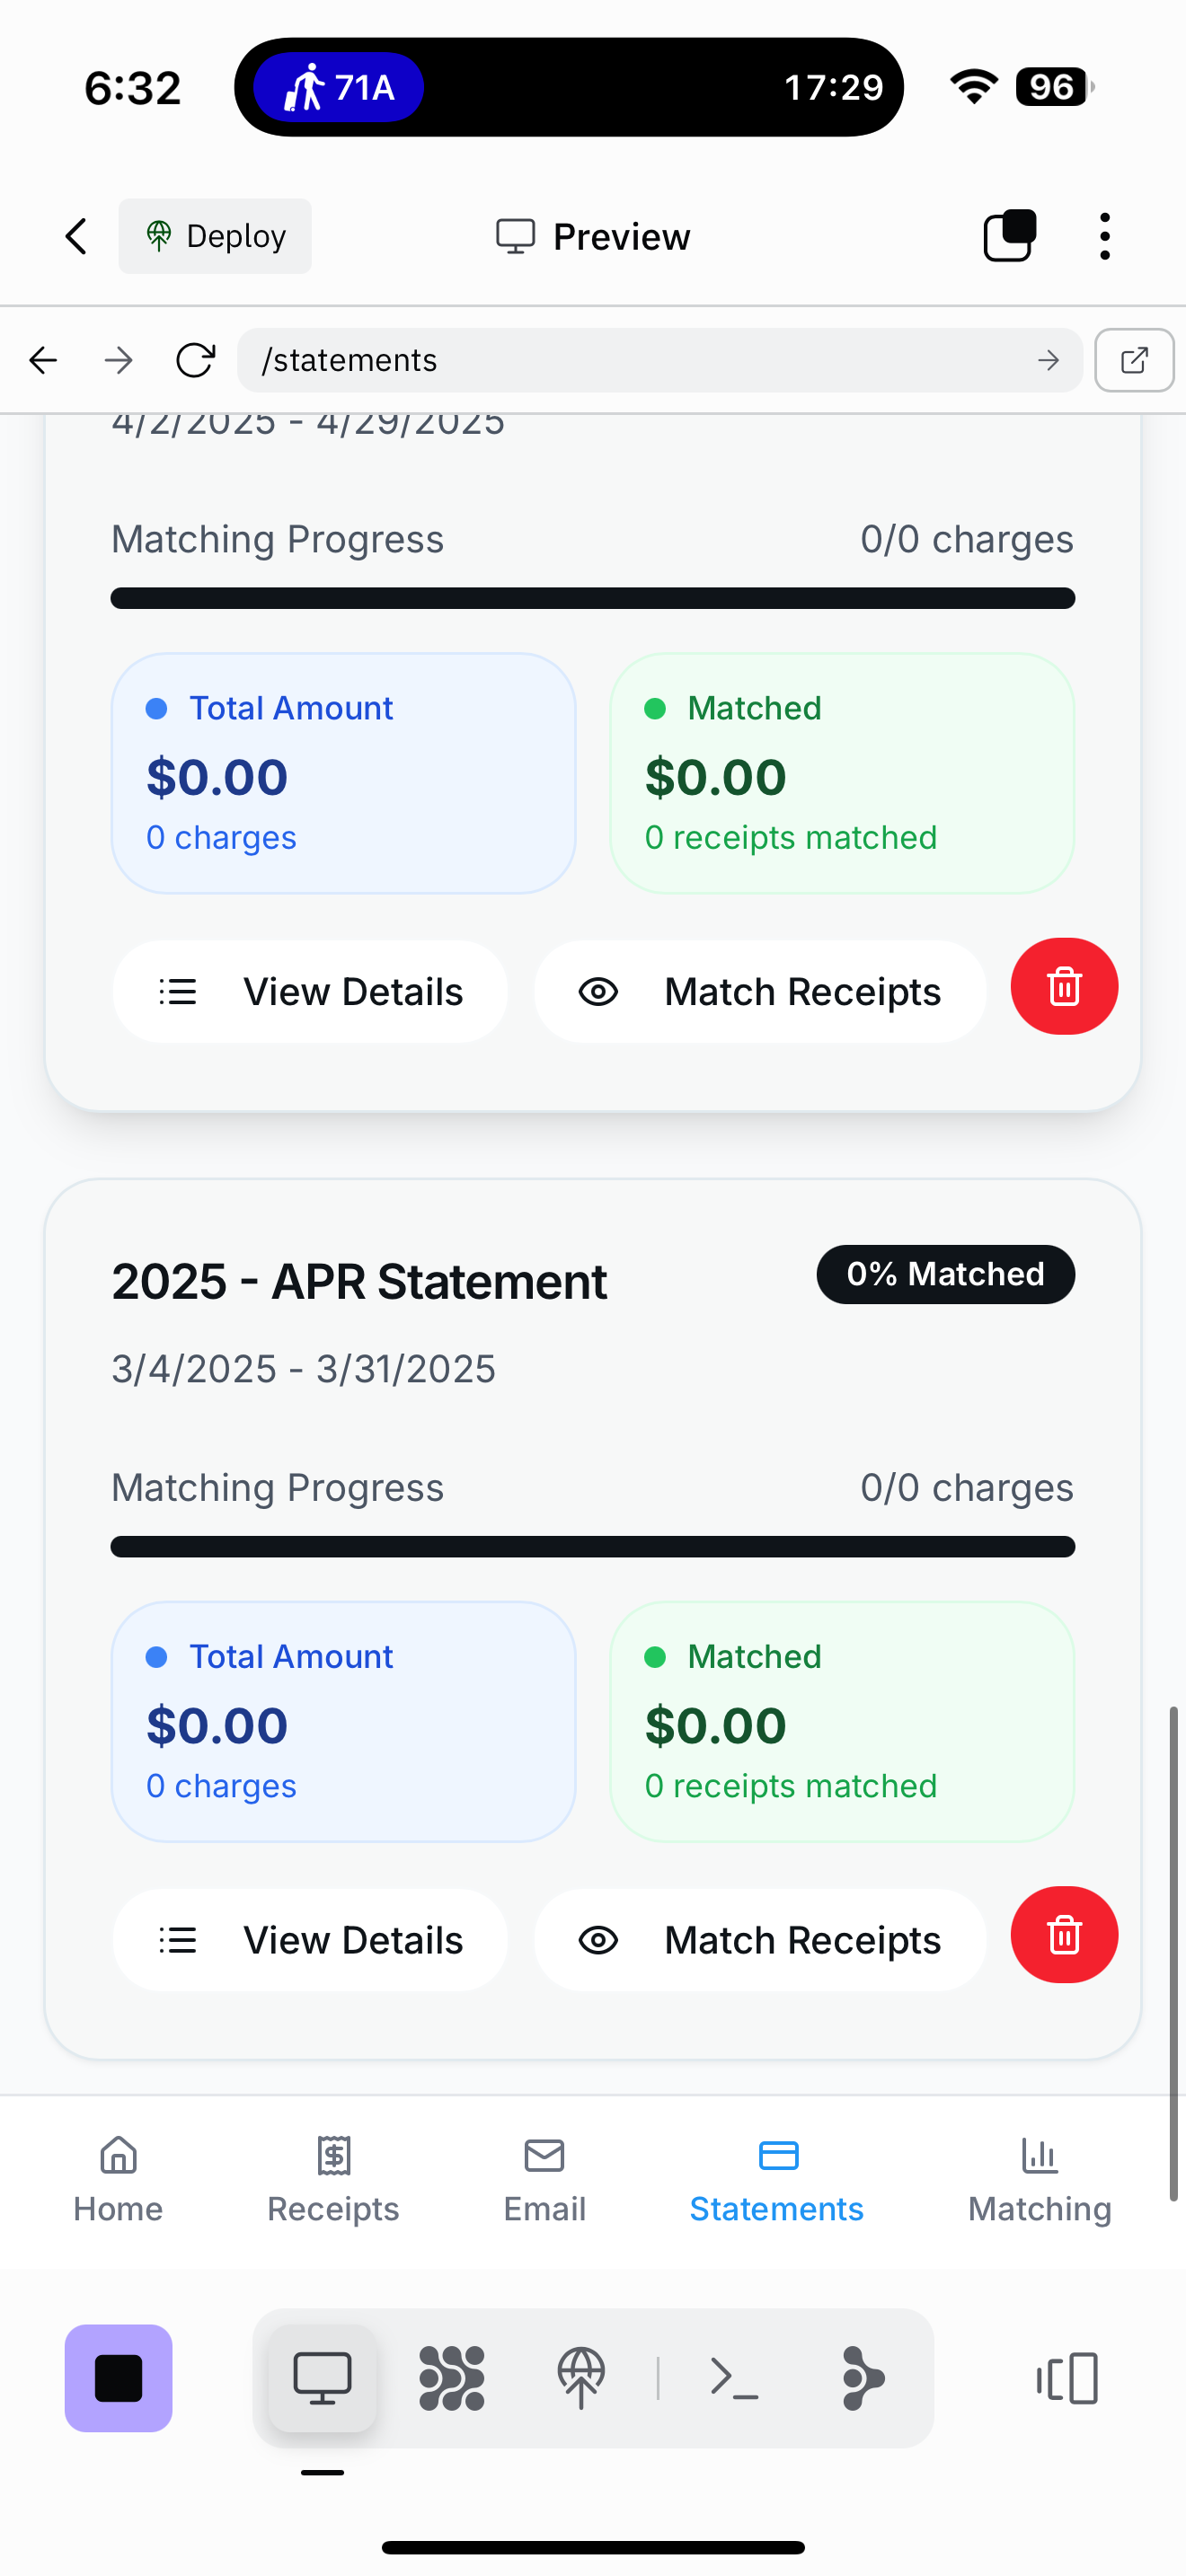 6:32 71A 17:29 96
Deploy Preview
/statements
4/2/2025 - 4/29/2025
Matching Progress 0/0 charges
Total Amount Matched
$0.00 $0.00
0 charges 0 receipts matched
View Details Match Receipts
2025 - APR Statement 0% Matched
3/4/2025 - 3/31/2025
Matching Progress 0/0 charges
Total Amount Matched
$0.00 $0.00
0 charges 0 receipts matched
View Details Match Receipts
Home Receipts Email Statements Matching